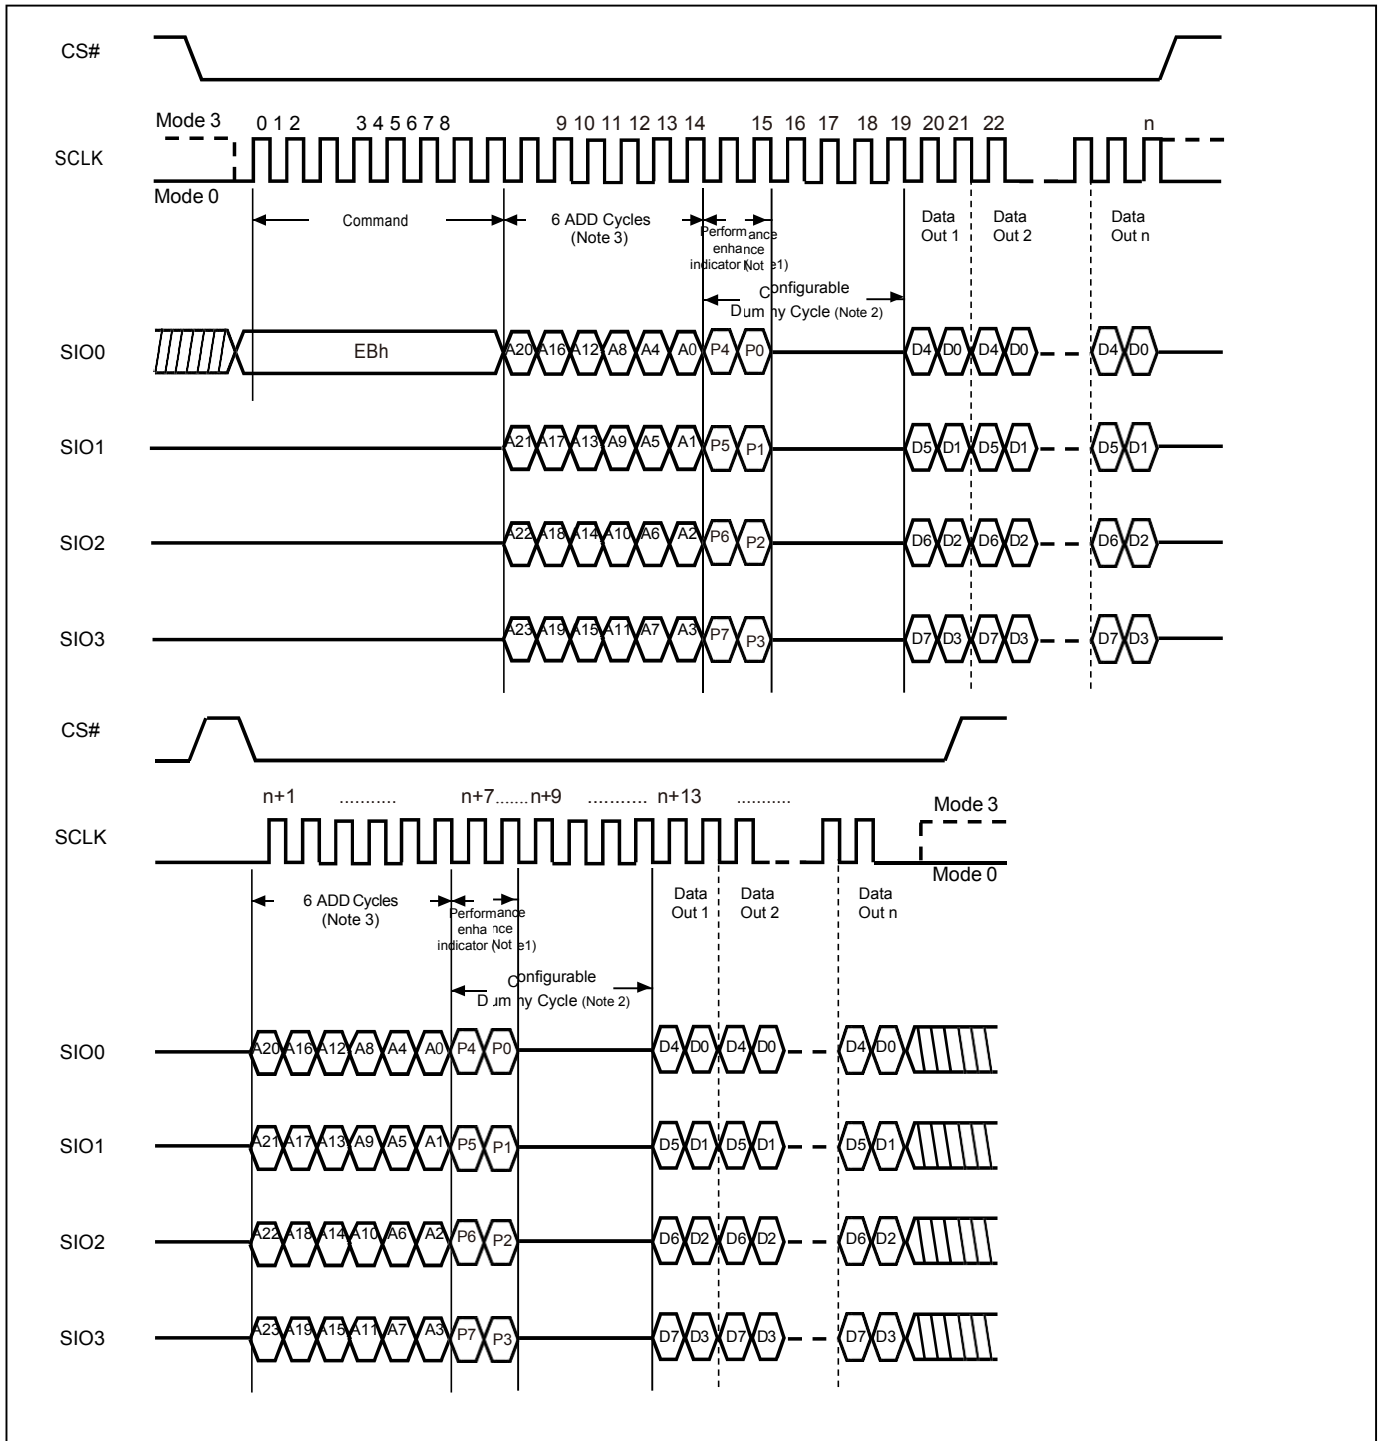 CS#
Mode 3
0 1 2 3 4 5 6 7 8 9 10 11 12 13 14 15 16 17 18 19 20 21 22 n
SCLK
Mode 0
Command
6 ADD Cycles
(Note 3)
Performance
enhance
indicator (Note1)
Data
Out 1
Data
Out 2
Data
Out n
Configurable
Dummy Cycle (Note 2)
SIO0 EBh A20 A16 A12 A8 A4 A0 P4 P0 D4 D0 D4 D0 D4 D0
SIO1 A21 A17 A13 A9 A5 A1 P5 P1 D5 D1 D5 D1 D5 D1
SIO2 A22 A18 A14 A10 A6 A2 P6 P2 D6 D2 D6 D2 D6 D2
SIO3 A23 A19 A15 A11 A7 A3 P7 P3 D7 D3 D7 D3 D7 D3
CS#
n+1 ........... n+7.......n+9 ........... n+13 ...........
Mode 3
SCLK
Mode 0
6 ADD Cycles
(Note 3)
Performance
enhance
indicator (Note1)
Data
Out 1
Data
Out 2
Data
Out n
Configurable
Dummy Cycle (Note 2)
SIO0 A20 A16 A12 A8 A4 A0 P4 P0 D4 D0 D4 D0 D4 D0
SIO1 A21 A17 A13 A9 A5 A1 P5 P1 D5 D1 D5 D1 D5 D1
SIO2 A22 A18 A14 A10 A6 A2 P6 P2 D6 D2 D6 D2 D6 D2
SIO3 A23 A19 A15 A11 A7 A3 P7 P3 D7 D3 D7 D3 D7 D3